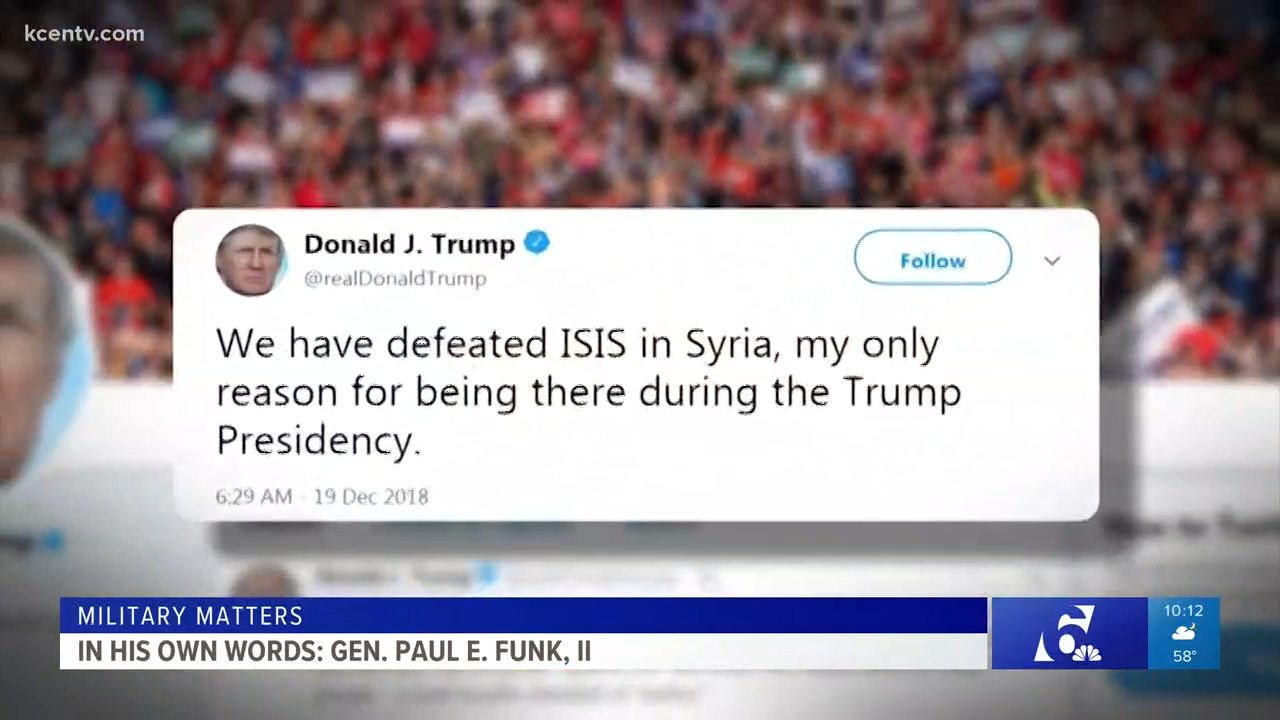 kcentv.com
Donald J. Trump
@realDonaldTrump
Follow
We have defeated ISIS in Syria, my only
reason for being there during the Trump
Presidency.
6:29 AM - 19 Dec 2018
MILITARY MATTERS
IN HIS OWN WORDS: GEN. PAUL E. FUNK, II
6
10:12
58°